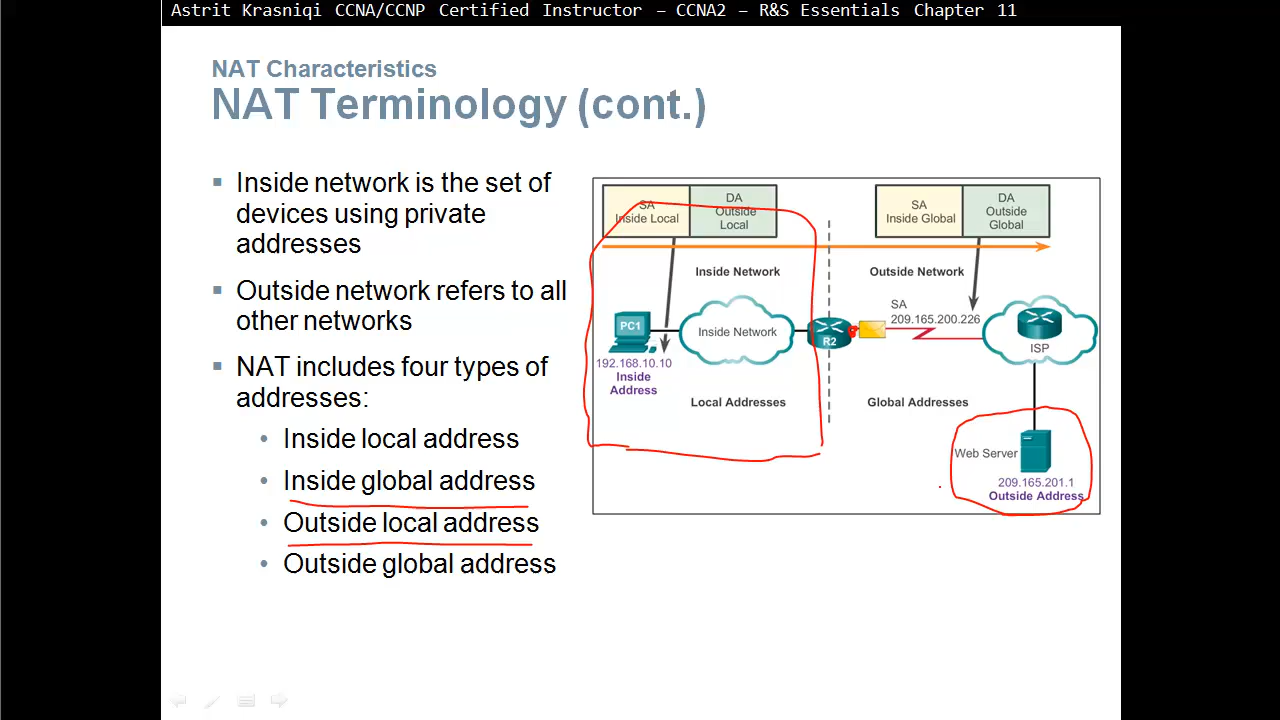 Astrit Krasniqi CCNA/CCNP Certified Instructor – CCNA2 – R&S Essentials Chapter 11
NAT Characteristics
NAT Terminology (cont.)
Inside network is the set of
devices using private
addresses
Outside network refers to all
other networks
NAT includes four types of
addresses:
Inside local address
Inside global address
Outside local address
Outside global address
SA
Inside Local
DA
Outside
Local
SA
Inside Global
DA
Outside
Global
Inside Network
Outside Network
PC1
Inside Network
R2
SA
209.165.200.226
ISP
192.168.10.10
Inside
Address
Local Addresses
Global Addresses
Web Server
209.165.201.1
Outside Address